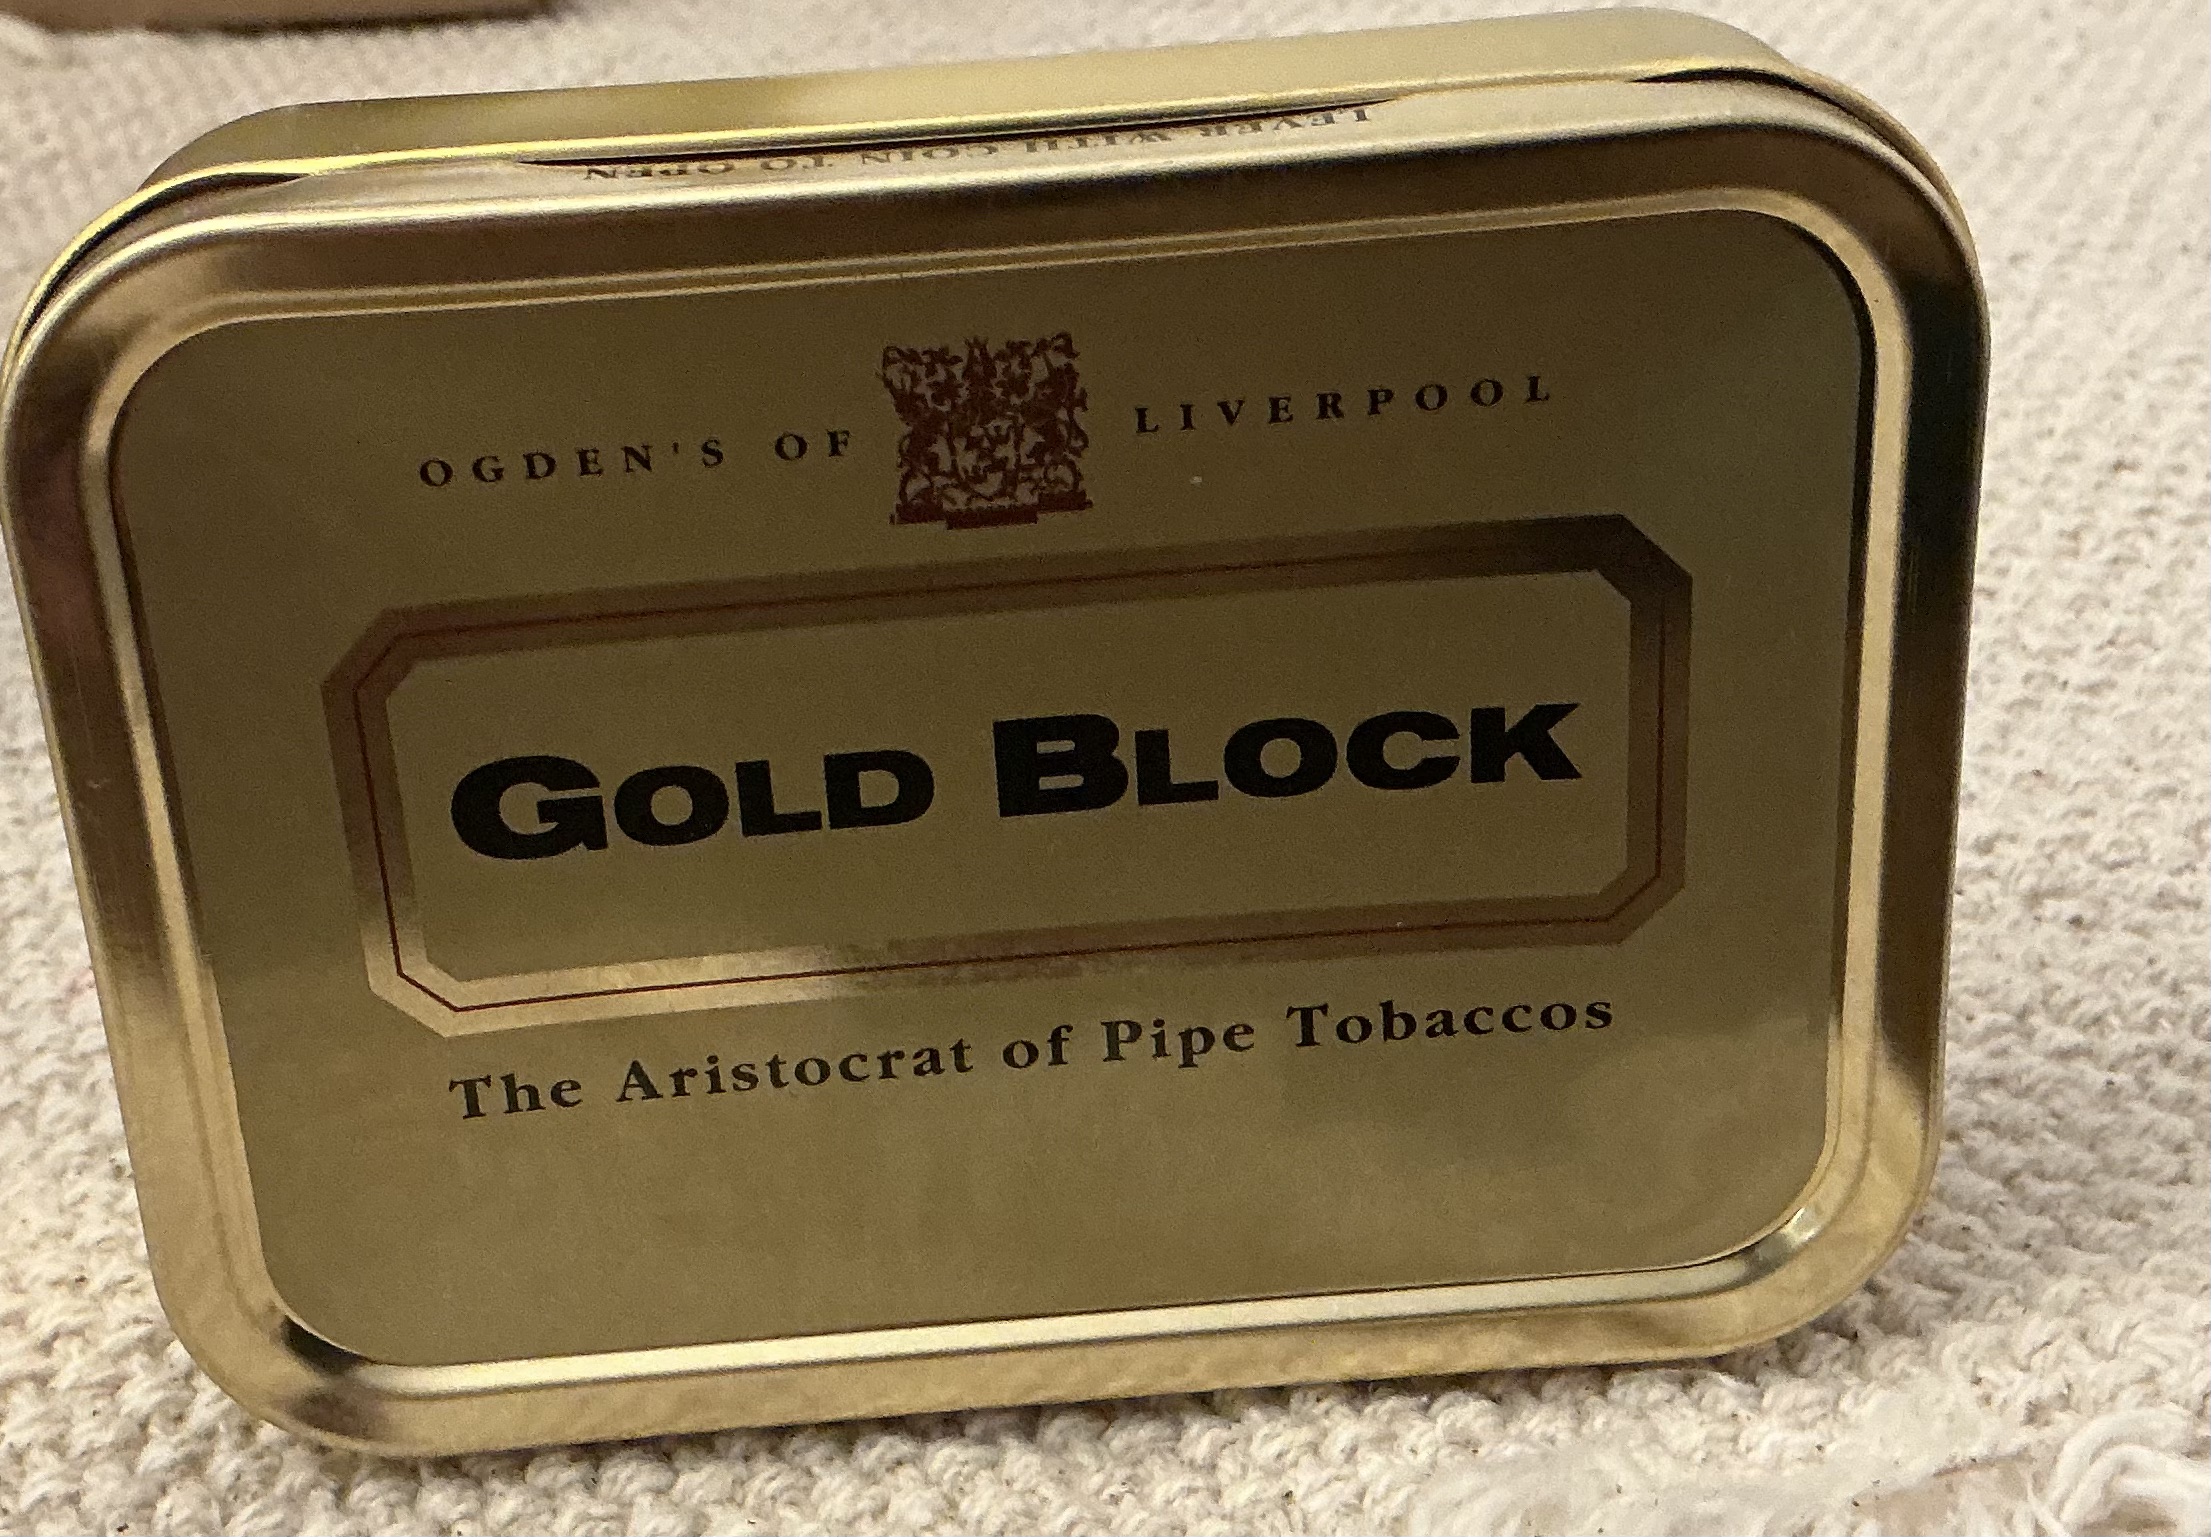 LEVER WITH COIN TO OPEN
OGDEN'S OF LIVERPOOL
GOLD BLOCK
The Aristocrat of Pipe Tobaccos